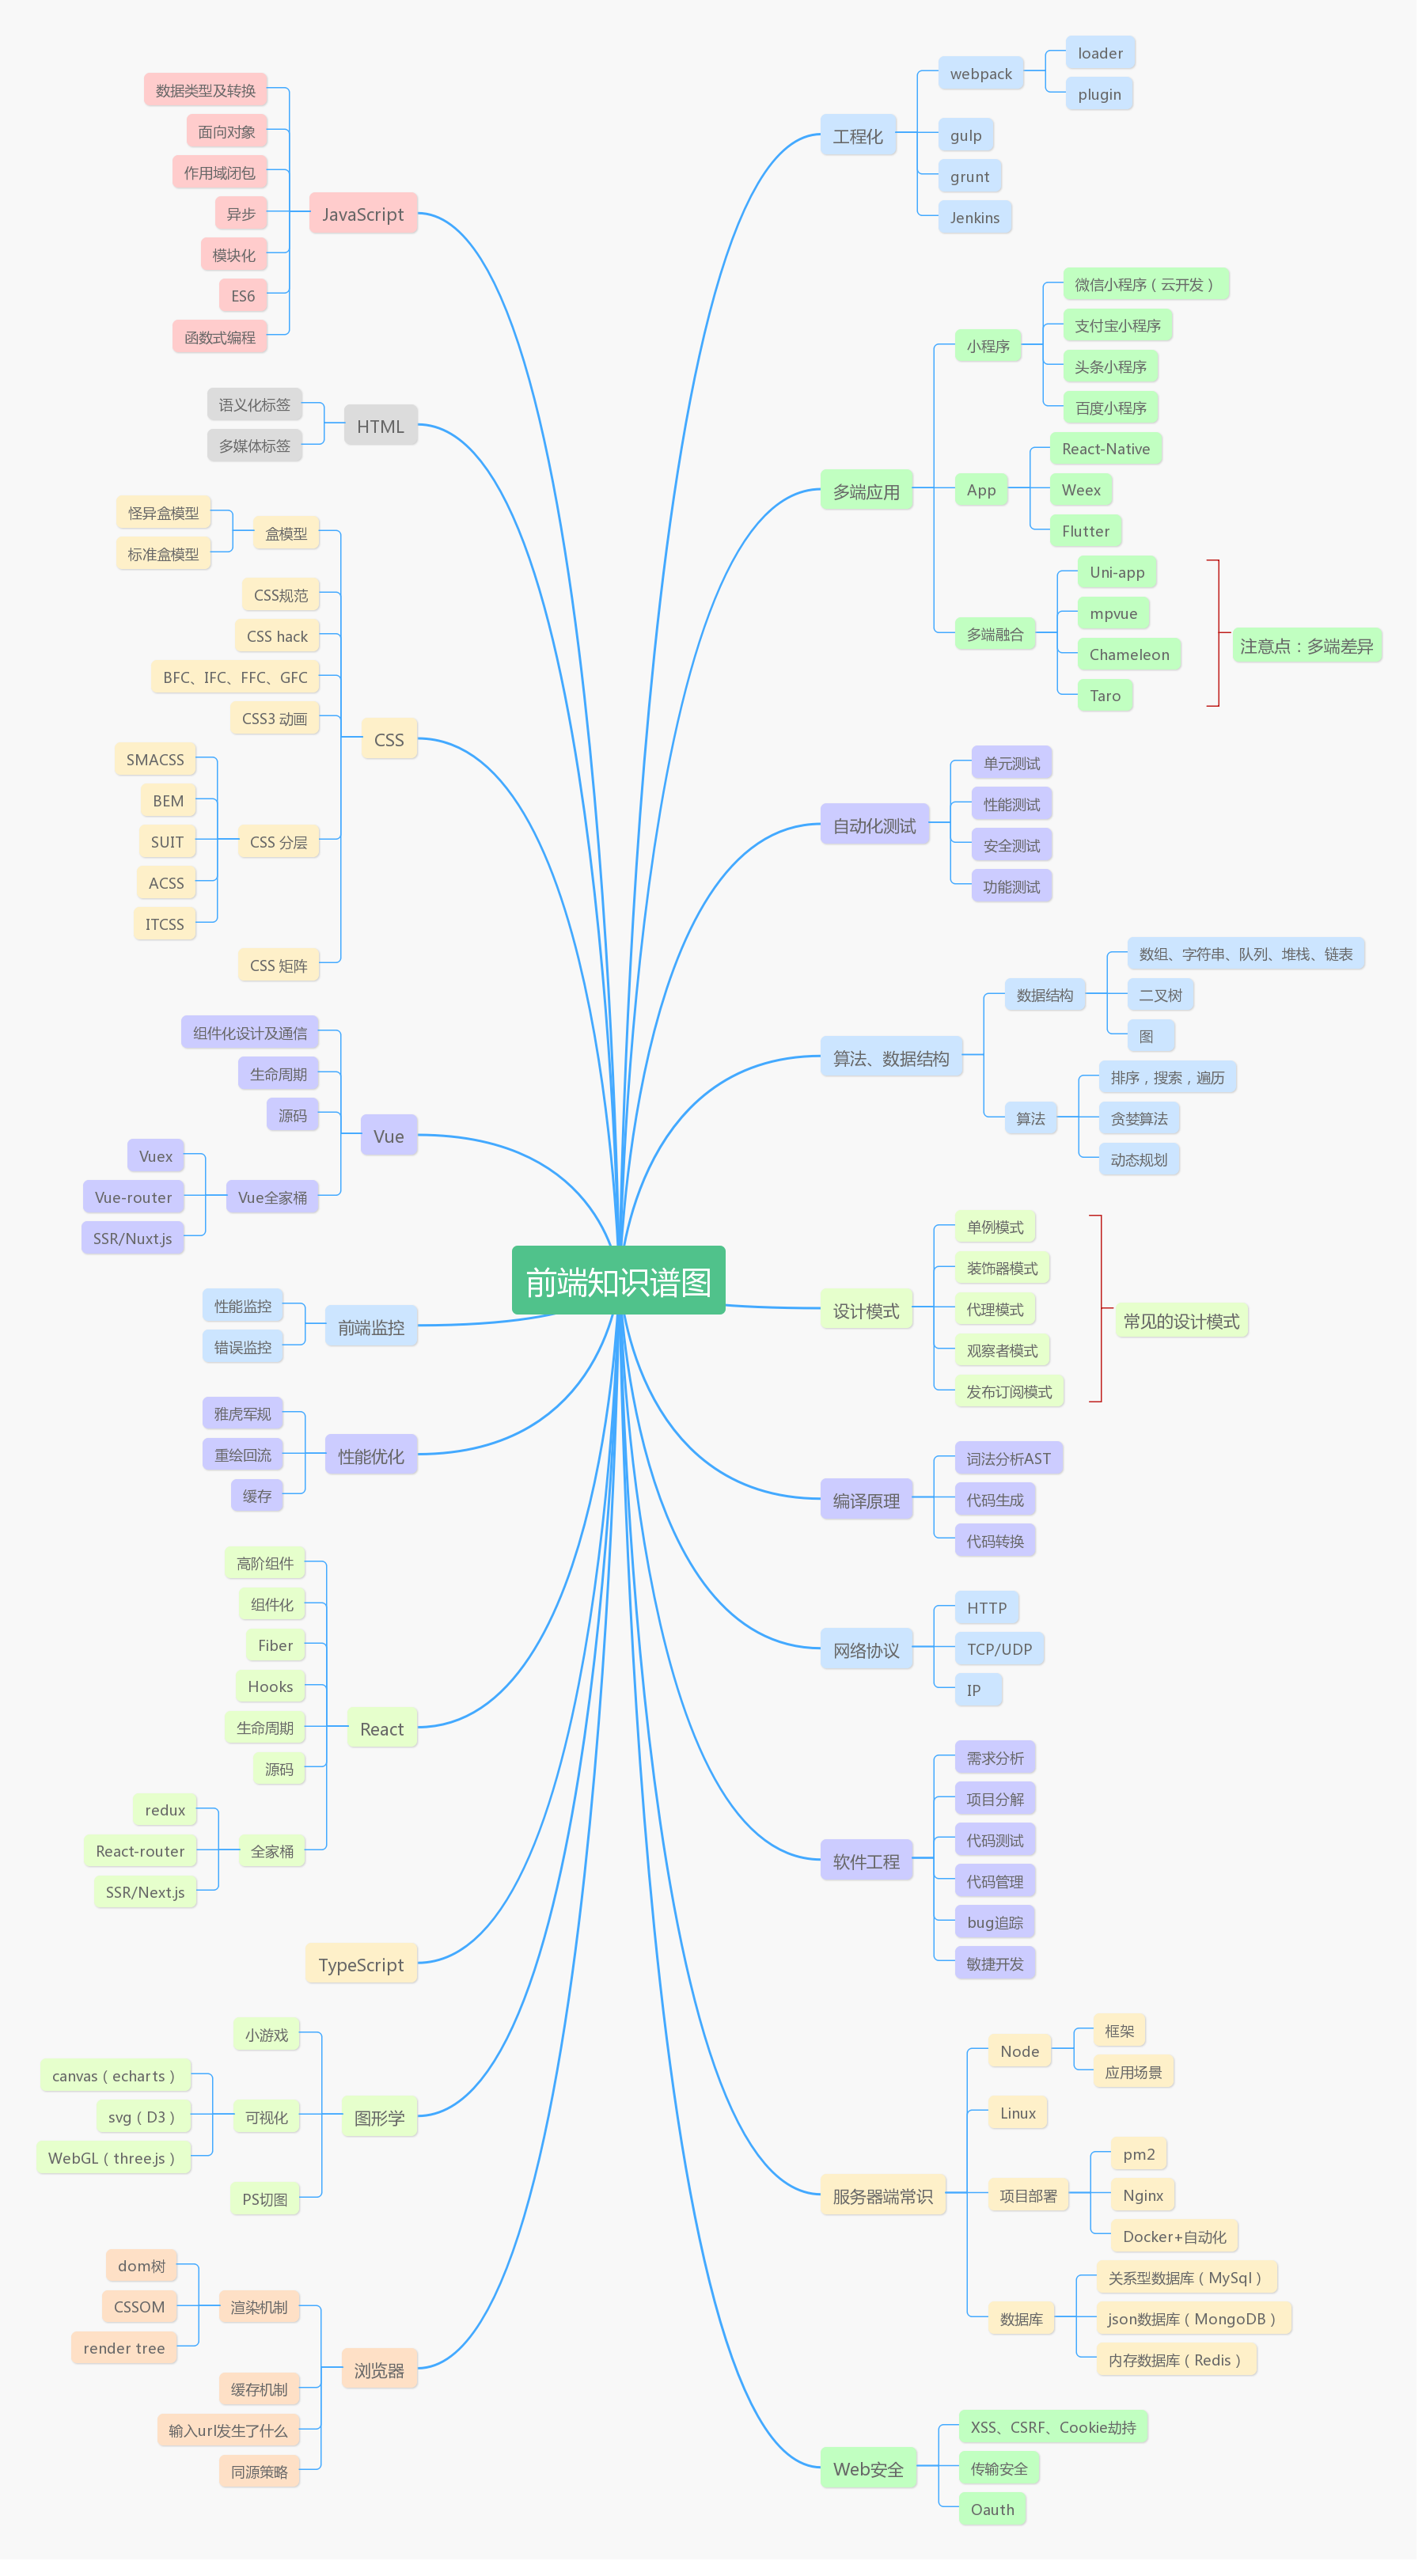 前端知识谱图
JavaScript
数据类型及转换
面向对象
作用域闭包
异步
模块化
ES6
函数式编程
HTML
语义化标签
多媒体标签
CSS
盒模型
怪异盒模型
标准盒模型
CSS规范
CSS hack
BFC、IFC、FFC、GFC
CSS3 动画
CSS 分层
SMACSS
BEM
SUIT
ACSS
ITCSS
CSS 矩阵
Vue
组件化设计及通信
生命周期
源码
Vue全家桶
Vuex
Vue-router
SSR/Nuxt.js
前端监控
性能监控
错误监控
性能优化
雅虎军规
重绘回流
缓存
React
高阶组件
组件化
Fiber
Hooks
生命周期
源码
全家桶
redux
React-router
SSR/Next.js
TypeScript
图形学
小游戏
可视化
canvas（echarts）
svg（D3）
WebGL（three.js）
PS切图
浏览器
渲染机制
dom树
CSSOM
render tree
缓存机制
输入url发生了什么
同源策略
工程化
webpack
loader
plugin
gulp
grunt
Jenkins
多端应用
小程序
微信小程序（云开发）
支付宝小程序
头条小程序
百度小程序
App
React-Native
Weex
Flutter
多端融合
Uni-app
mpvue
Chameleon
Taro
注意点：多端差异
自动化测试
单元测试
性能测试
安全测试
功能测试
算法、数据结构
数据结构
数组、字符串、队列、堆栈、链表
二叉树
图
算法
排序，搜索，遍历
贪婪算法
动态规划
设计模式
单例模式
装饰器模式
代理模式
观察者模式
发布订阅模式
常见的设计模式
编译原理
词法分析AST
代码生成
代码转换
网络协议
HTTP
TCP/UDP
IP
软件工程
需求分析
项目分解
代码测试
代码管理
bug追踪
敏捷开发
服务器端常识
Node
框架
应用场景
Linux
项目部署
pm2
Nginx
Docker+自动化
数据库
关系型数据库（MySql）
json数据库（MongoDB）
内存数据库（Redis）
Web安全
XSS、CSRF、Cookie劫持
传输安全
Oauth